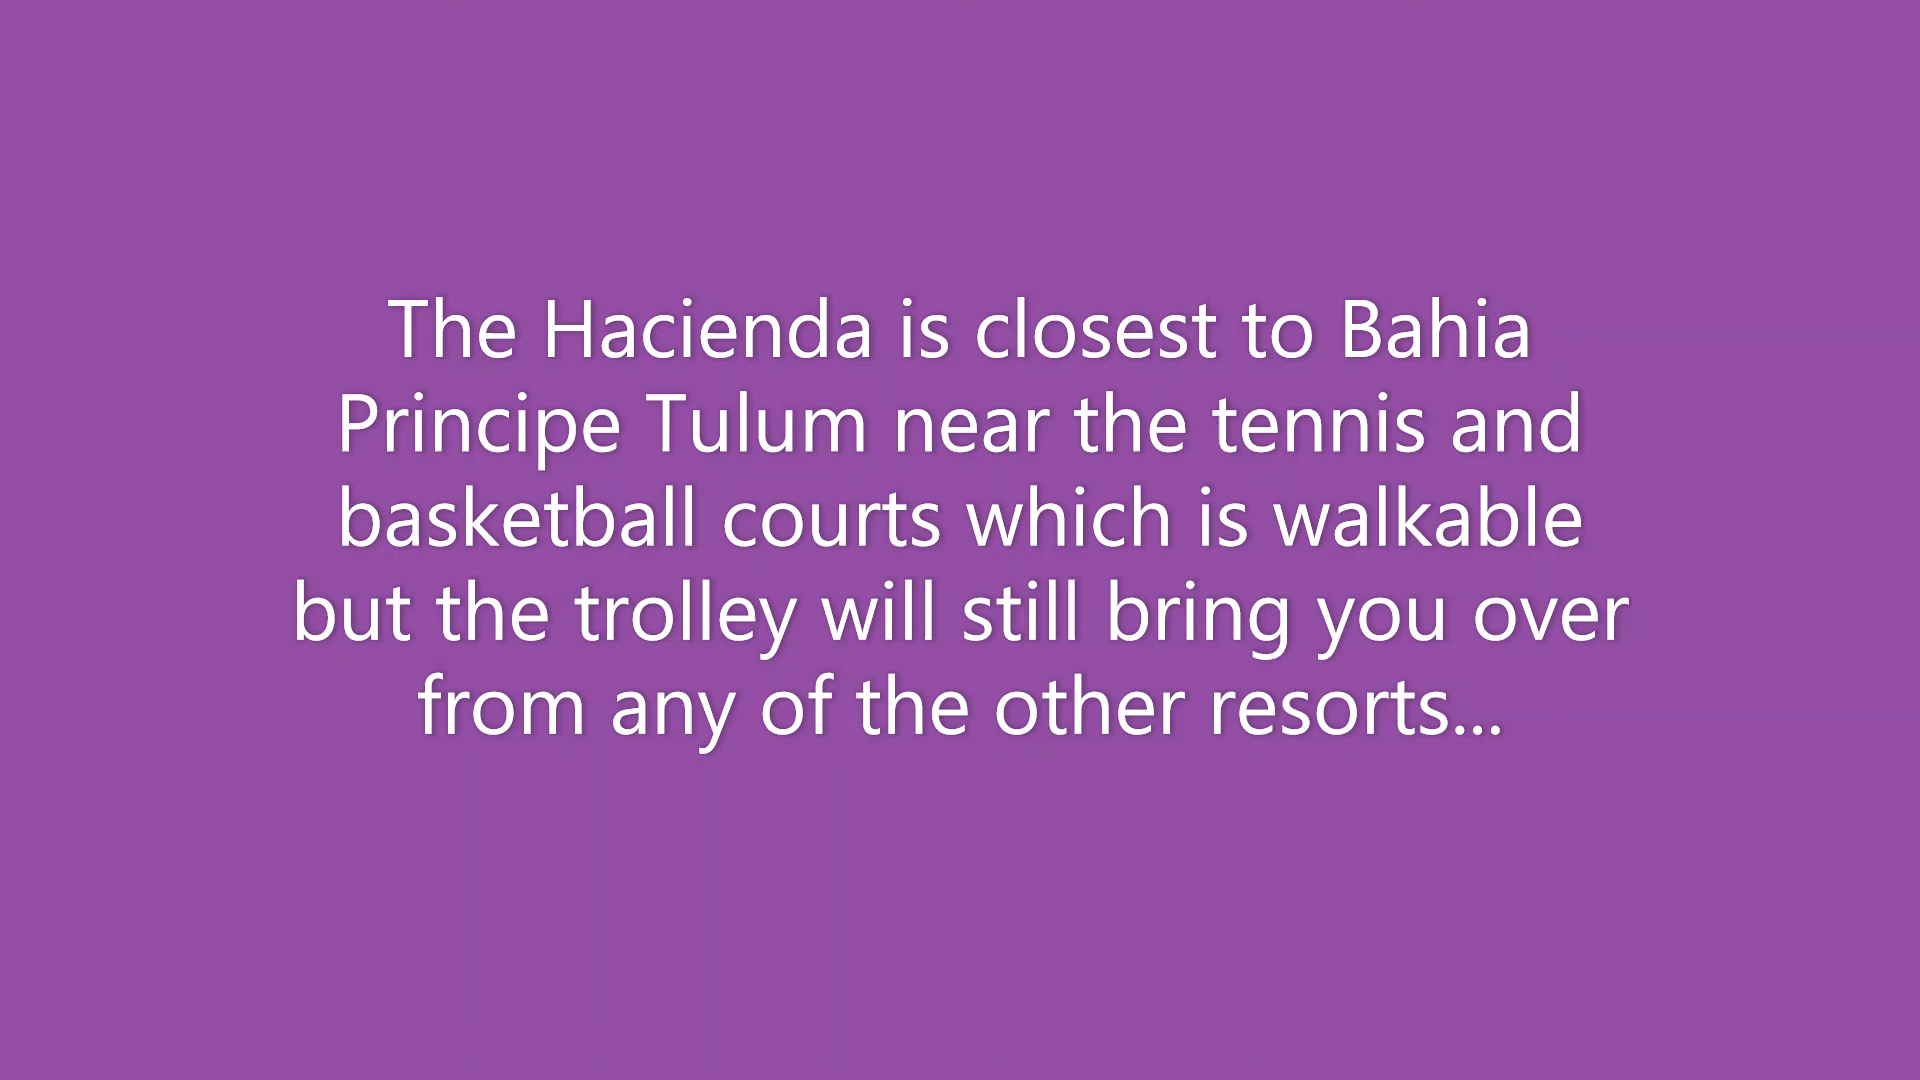 The Hacienda is closest to Bahia
Principe Tulum near the tennis and
basketball courts which is walkable
but the trolley will still bring you over
from any of the other resorts...